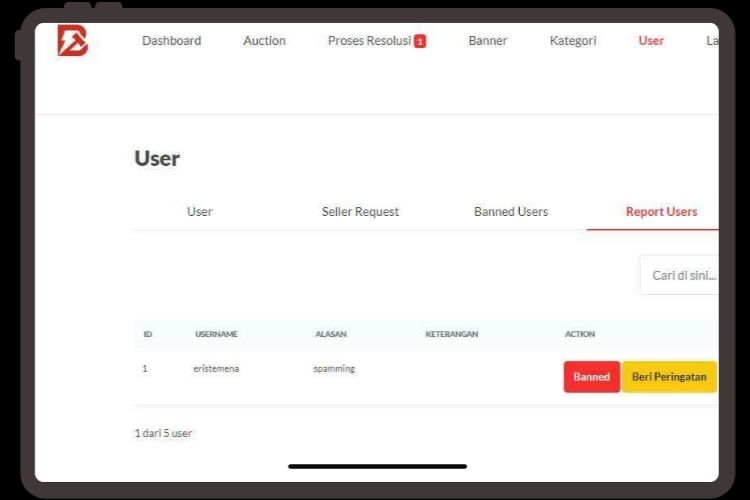 Dashboard Auction Proses Resolusi 1 Banner Kategori User La
User
User Seller Request Banned Users Report Users
Cari di sini...
ID USERNAME ALASAN KETERANGAN ACTION
1 eristemena spamming Banned Beri Peringatan
1 dari 5 user